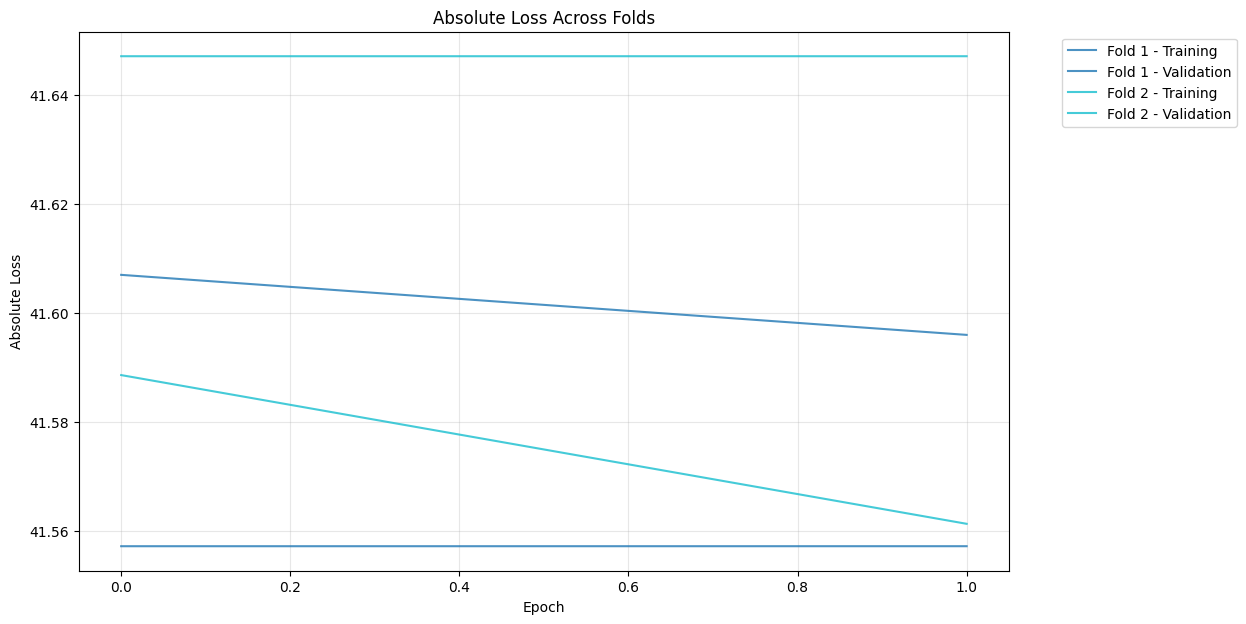 Absolute Loss Across Folds
Fold 1 - Training
Fold 1 - Validation
Fold 2 - Training
Fold 2 - Validation
41.64
41.62
41.60
41.58
41.56
Absolute Loss
0.0 0.2 0.4 0.6 0.8 1.0
Epoch